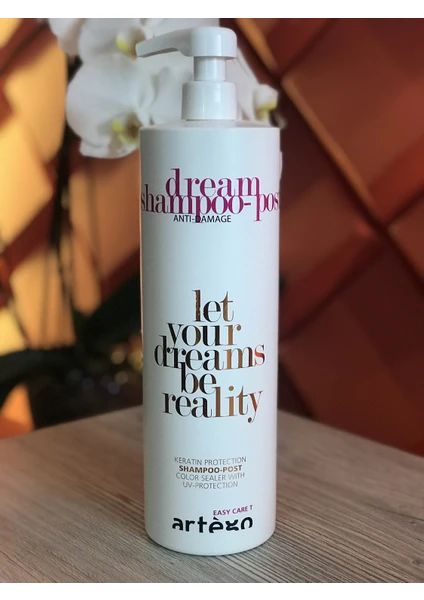 dream
shampoo-post
ANTI-DAMAGE
let
your
dreams
be
reality
KERATIN PROTECTION
SHAMPOO-POST
COLOR SEALER WITH
UV-PROTECTION
EASY CARE T
artègo